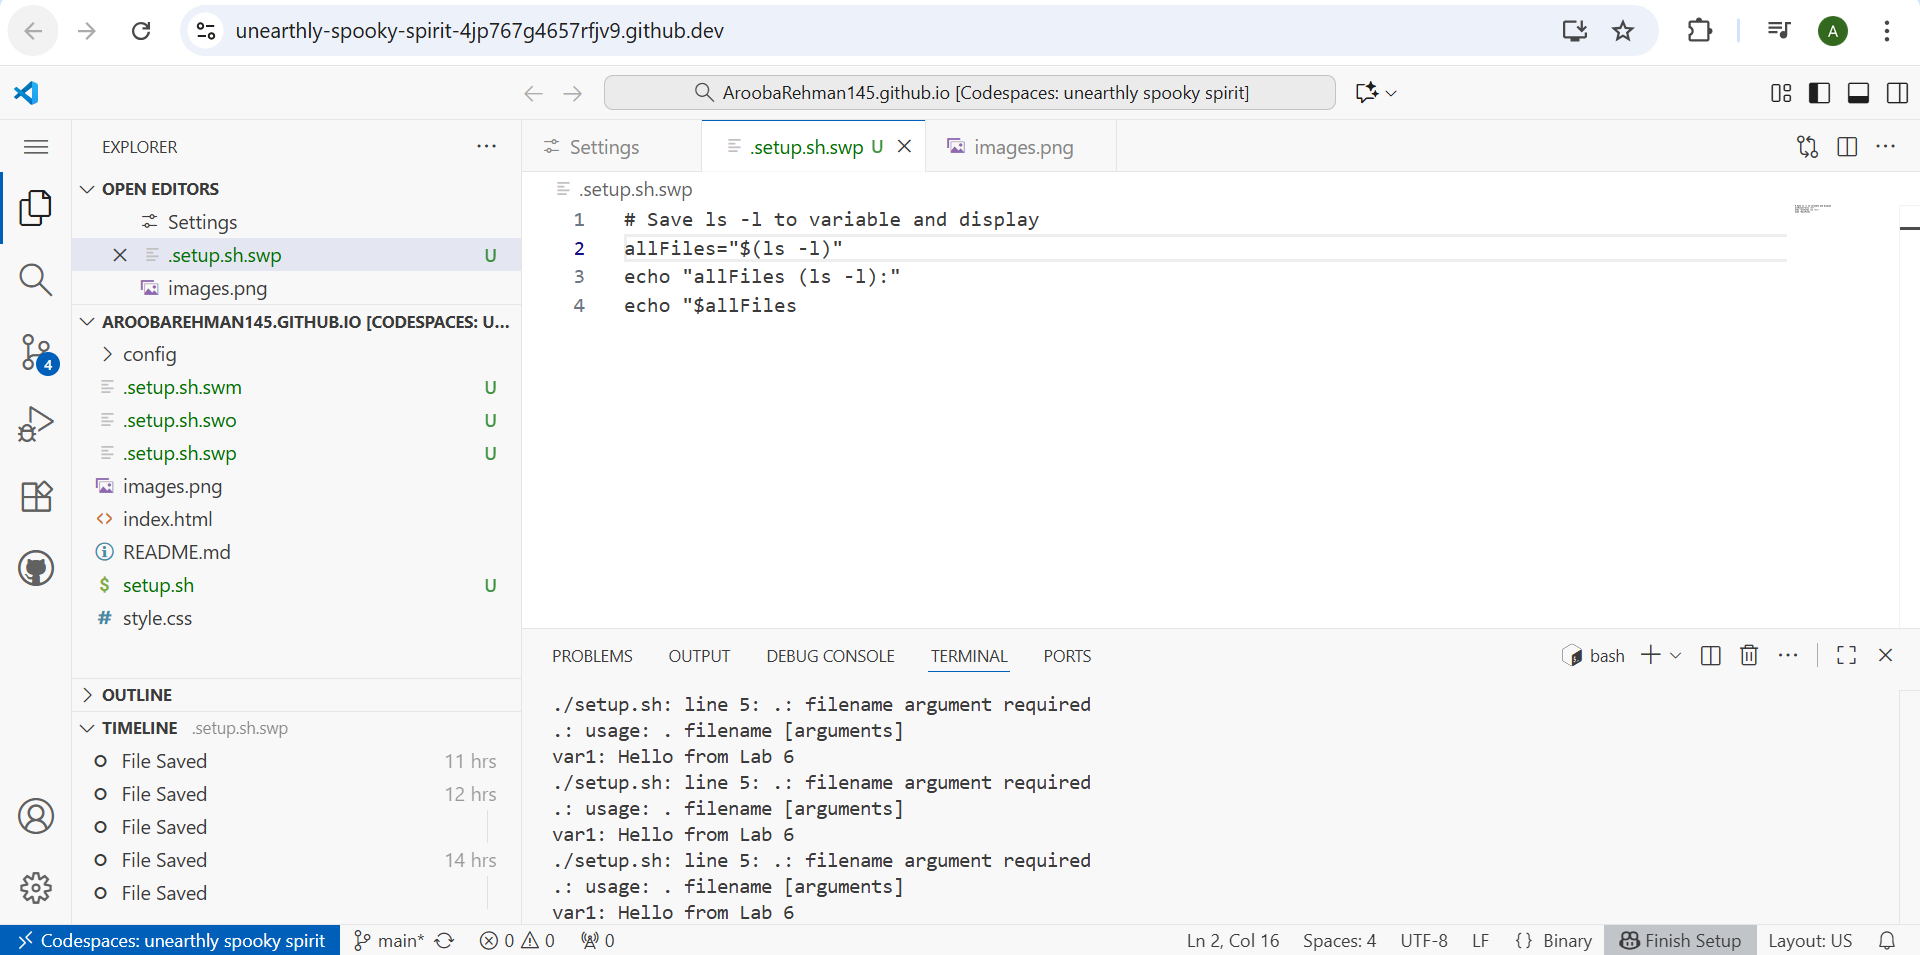 unearthly-spooky-spirit-4jp767g4657rfjv9.github.dev
A
AroobaRehman145.github.io [Codespaces: unearthly spooky spirit]
EXPLORER
OPEN EDITORS
Settings
.setup.sh.swp U
images.png
AROOBAREHMAN145.GITHUB.IO [CODESPACES: U...
config
.setup.sh.swm U
.setup.sh.swo U
.setup.sh.swp U
images.png
index.html
README.md
$ setup.sh U
# style.css
OUTLINE
TIMELINE .setup.sh.swp
File Saved 11 hrs
File Saved 12 hrs
File Saved
File Saved 14 hrs
File Saved
4
Settings
.setup.sh.swp U
images.png
.setup.sh.swp
1 # Save ls -l to variable and display
2 allFiles="$(ls -l)"
3 echo "allFiles (ls -l):"
4 echo "$allFiles
PROBLEMS OUTPUT DEBUG CONSOLE TERMINAL PORTS
bash
./setup.sh: line 5: .: filename argument required
.: usage: . filename [arguments]
var1: Hello from Lab 6
./setup.sh: line 5: .: filename argument required
.: usage: . filename [arguments]
var1: Hello from Lab 6
./setup.sh: line 5: .: filename argument required
.: usage: . filename [arguments]
var1: Hello from Lab 6
Codespaces: unearthly spooky spirit main* 0 0 0 Ln 2, Col 16 Spaces: 4 UTF-8 LF {} Binary Finish Setup Layout: US